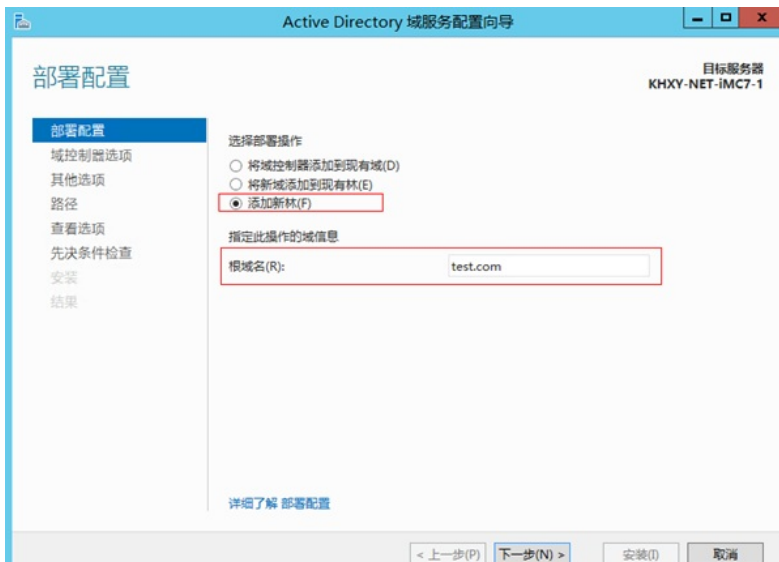 Active Directory 域服务配置向导
部署配置
目标服务器
KHXY-NET-iMC7-1
部署配置
域控制器选项
其他选项
路径
查看选项
先决条件检查
安装
结果
选择部署操作
将域控制器添加到现有域(D)
将新域添加到现有林(E)
添加新林(F)
指定此操作的域信息
根域名(R): test.com
详细了解 部署配置
< 上一步(P) 下一步(N) > 安装(I) 取消